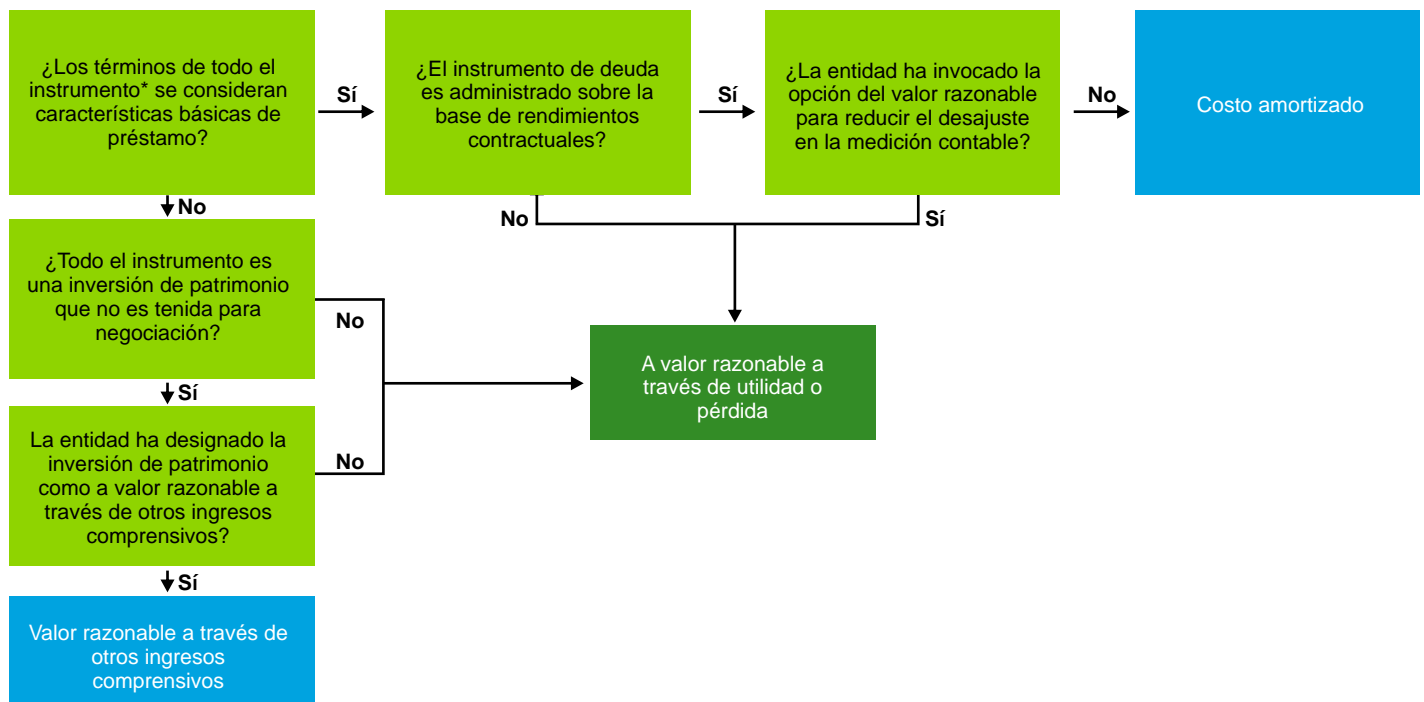 ¿Los términos de todo el
instrumento* se consideran
características básicas de
préstamo?
Sí
¿El instrumento de deuda
es administrado sobre la
base de rendimientos
contractuales?
Sí
¿La entidad ha invocado la
opción del valor razonable
para reducir el desajuste
en la medición contable?
No
Costo amortizado
No
No
Sí
¿Todo el instrumento es
una inversión de patrimonio
que no es tenida para
negociación?
No
A valor razonable a
través de utilidad o
pérdida
Sí
La entidad ha designado la
inversión de patrimonio
como a valor razonable a
través de otros ingresos
comprensivos?
No
Sí
Valor razonable a través de
otros ingresos
comprensivos